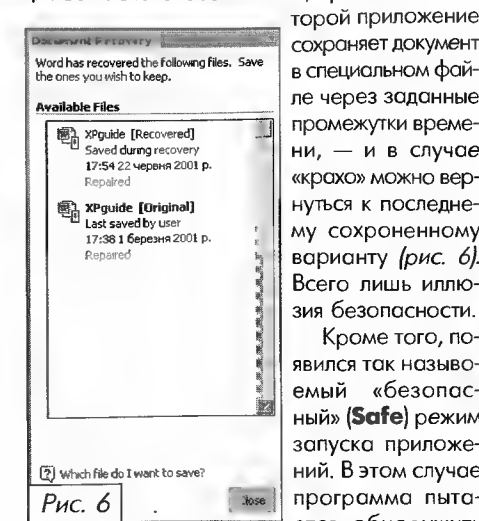 Document Recovery
Word has recovered the following files. Save
the ones you wish to keep.
Available Files
XPguide [Recovered]
Saved during recovery
17:54 22 червня 2001 р.
Repaired
XPguide [Original]
Last saved by user
17:38 1 березня 2001 р.
Repaired
Which file do I want to save?
Close
Рис. 6
торой приложение
сохраняет документ
в специальном фай-
ле через заданные
промежутки време-
ни, — и в случае
«крахо» можно вер-
нуться к последне-
му сохроненному
варианту (рис. 6).
Всего лишь иллю-
зия безопасности.
Кроме того, по-
явился так назыво-
емый «безопас-
ный» (Safe) режим
запуска приложе-
ний. В этом случае
программа пыта-